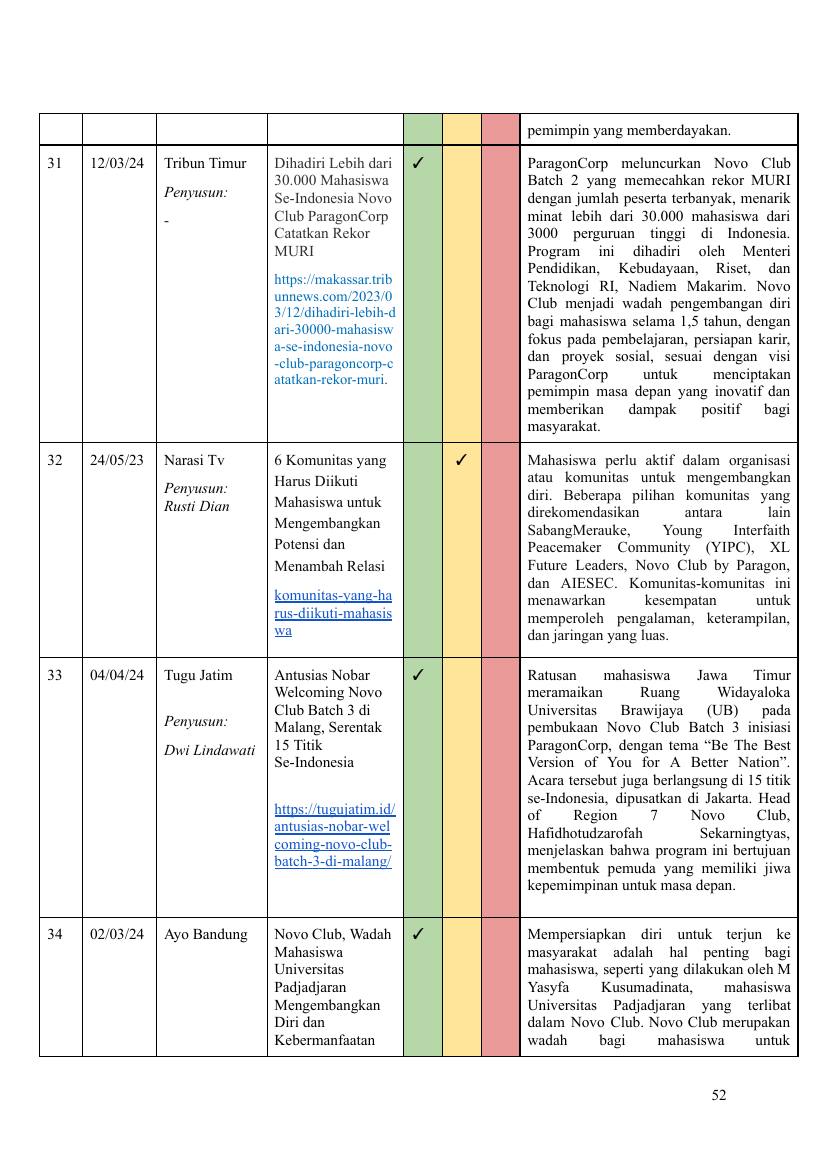 pemimpin yang memberdayakan.
31
12/03/24
Tribun Timur
Penyusun:
-
Dihadiri Lebih dari
30.000 Mahasiswa
Se-Indonesia Novo
Club ParagonCorp
Catatkan Rekor
MURI
https://makassar.trib
unnews.com/2023/0
3/12/dihadiri-lebih-d
ari-30000-mahasisw
a-se-indonesia-novo
-club-paragoncorp-c
atatkan-rekor-muri.
✓
ParagonCorp meluncurkan Novo Club
Batch 2 yang memecahkan rekor MURI
dengan jumlah peserta terbanyak, menarik
minat lebih dari 30.000 mahasiswa dari
3000 perguruan tinggi di Indonesia.
Program ini dihadiri oleh Menteri
Pendidikan, Kebudayaan, Riset, dan
Teknologi RI, Nadiem Makarim. Novo
Club menjadi wadah pengembangan diri
bagi mahasiswa selama 1,5 tahun, dengan
fokus pada pembelajaran, persiapan karir,
dan proyek sosial, sesuai dengan visi
ParagonCorp untuk menciptakan
pemimpin masa depan yang inovatif dan
memberikan dampak positif bagi
masyarakat.
32
24/05/23
Narasi Tv
Penyusun:
Rusti Dian
6 Komunitas yang
Harus Diikuti
Mahasiswa untuk
Mengembangkan
Potensi dan
Menambah Relasi
komunitas-yang-ha
rus-diikuti-mahasis
wa
✓
Mahasiswa perlu aktif dalam organisasi
atau komunitas untuk mengembangkan
diri. Beberapa pilihan komunitas yang
direkomendasikan antara lain
SabangMerauke, Young Interfaith
Peacemaker Community (YIPC), XL
Future Leaders, Novo Club by Paragon,
dan AIESEC. Komunitas-komunitas ini
menawarkan kesempatan untuk
memperoleh pengalaman, keterampilan,
dan jaringan yang luas.
33
04/04/24
Tugu Jatim
Penyusun:
Dwi Lindawati
Antusias Nobar
Welcoming Novo
Club Batch 3 di
Malang, Serentak
15 Titik
Se-Indonesia
https://tugujatim.id/
antusias-nobar-wel
coming-novo-club-
batch-3-di-malang/
✓
Ratusan mahasiswa Jawa Timur
meramaikan Ruang Widayaloka
Universitas Brawijaya (UB) pada
pembukaan Novo Club Batch 3 inisiasi
ParagonCorp, dengan tema “Be The Best
Version of You for A Better Nation”.
Acara tersebut juga berlangsung di 15 titik
se-Indonesia, dipusatkan di Jakarta. Head
of Region 7 Novo Club,
Hafidhotudzarofah Sekarningtyas,
menjelaskan bahwa program ini bertujuan
membentuk pemuda yang memiliki jiwa
kepemimpinan untuk masa depan.
34
02/03/24
Ayo Bandung
Novo Club, Wadah
Mahasiswa
Universitas
Padjadjaran
Mengembangkan
Diri dan
Kebermanfaatan
✓
Mempersiapkan diri untuk terjun ke
masyarakat adalah hal penting bagi
mahasiswa, seperti yang dilakukan oleh M
Yasyfa Kusumadinata, mahasiswa
Universitas Padjadjaran yang terlibat
dalam Novo Club. Novo Club merupakan
wadah bagi mahasiswa untuk
52